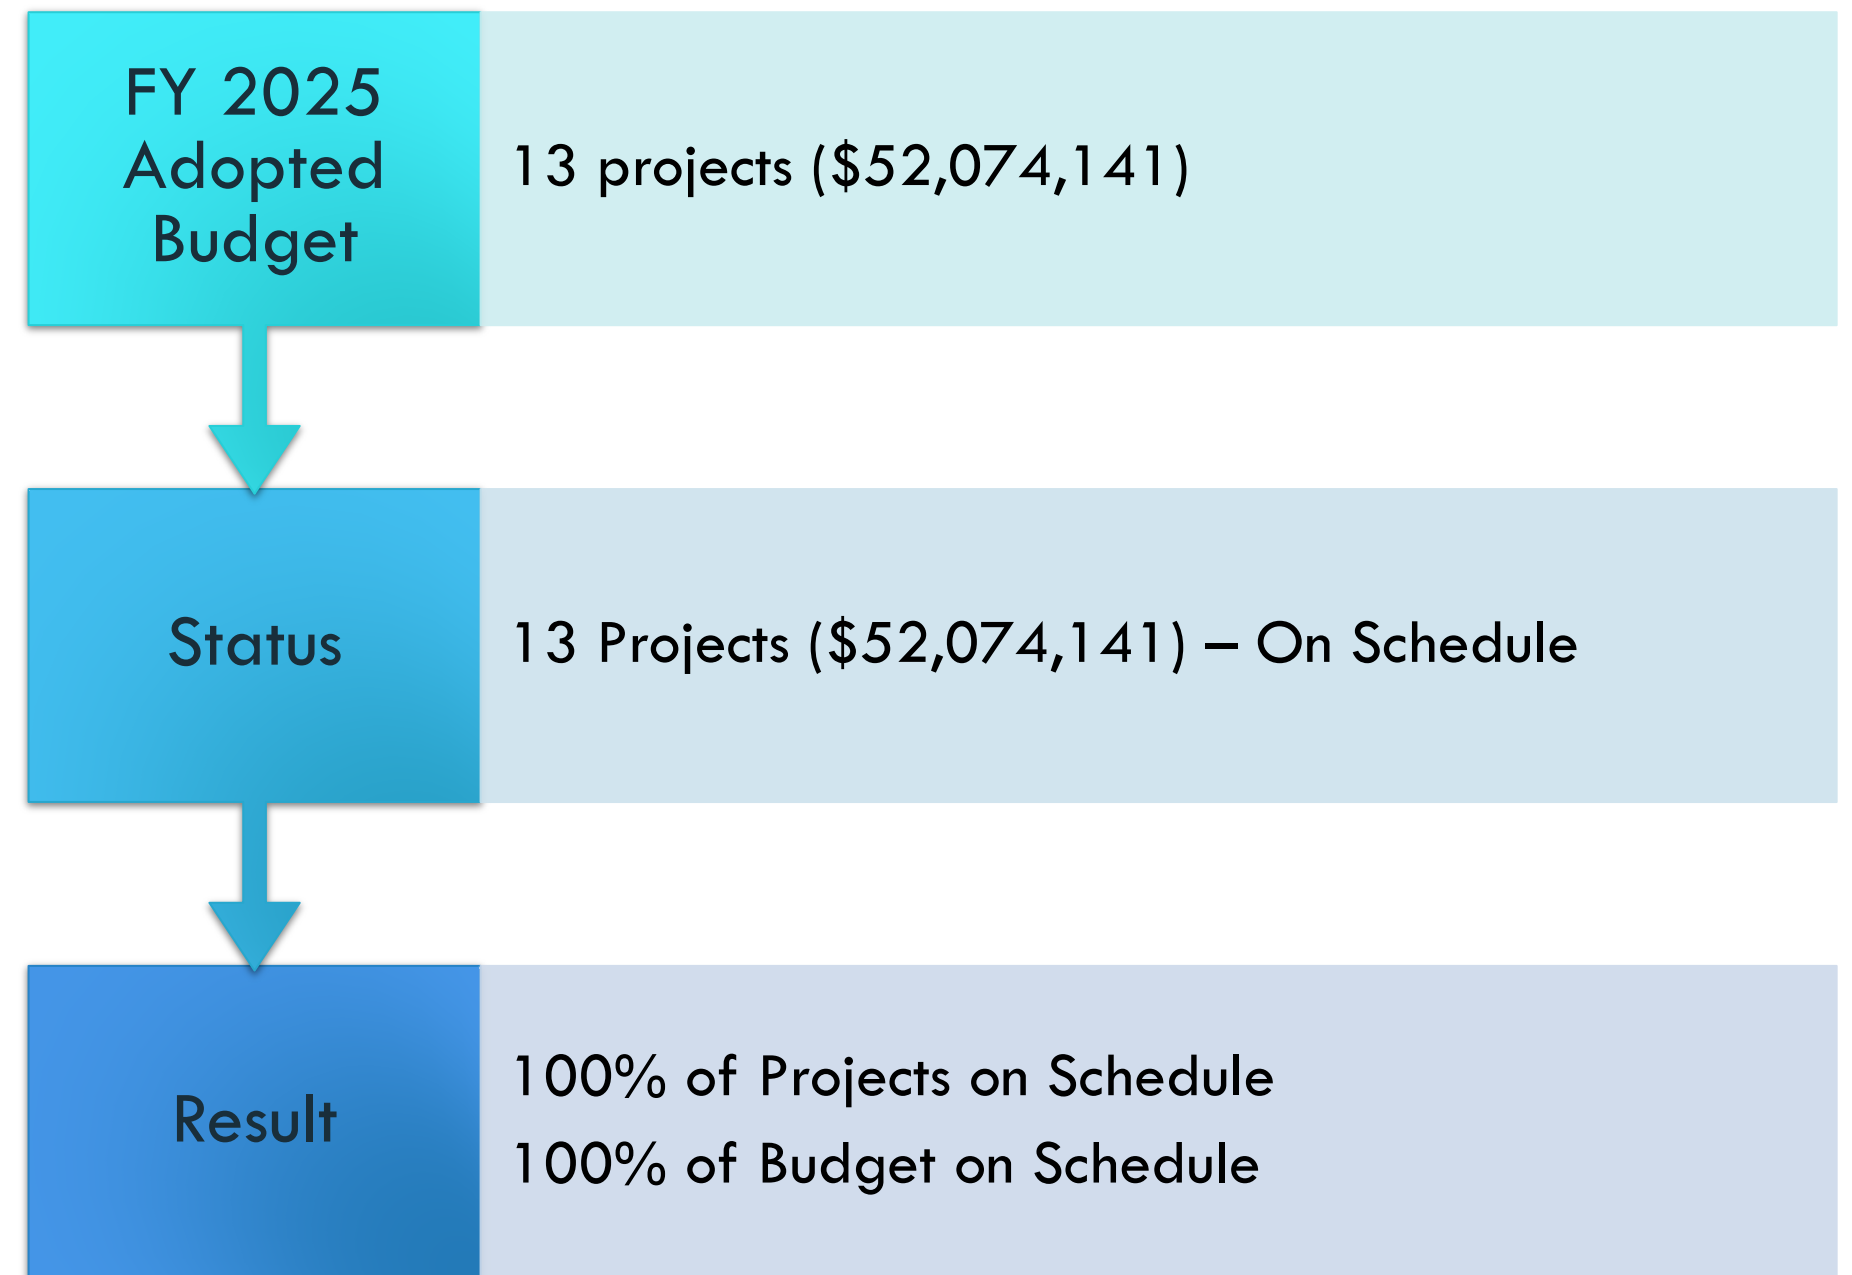 FY 2025
Adopted
Budget
13 projects ($52,074,141)
Status
13 Projects ($52,074,141) – On Schedule
Result
100% of Projects on Schedule
100% of Budget on Schedule